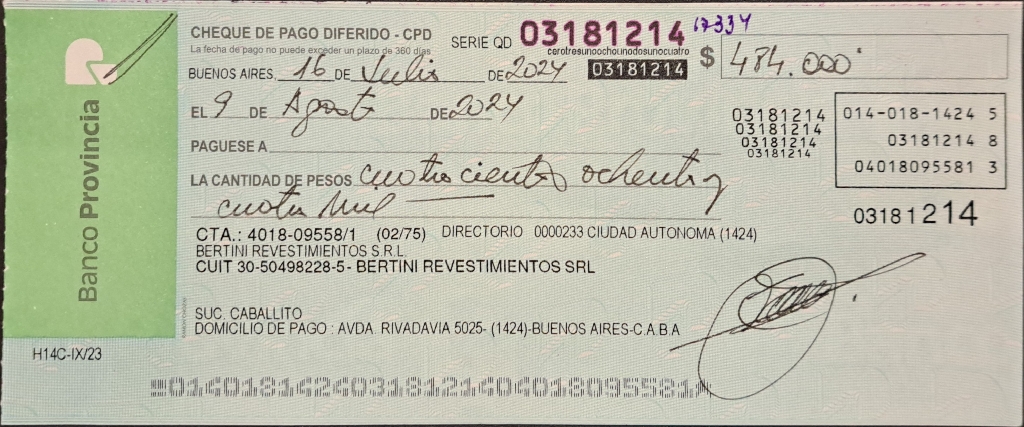 Banco Provincia
CHEQUE DE PAGO DIFERIDO - CPD
La fecha de pago no puede exceder un plazo de 360 días
SERIE QD 03181214 17334
cerotresunochounodosunocuatro
03181214
$ 484.000
BUENOS AIRES, 16 DE Julio DE 2024
EL 9 DE Agosto DE 2024
PAGUESE A
LA CANTIDAD DE PESOS cuatrocientos ochenta y
cuatro mil
03181214
03181214
03181214
03181214
014-018-1424 5
03181214 8
04018095581 3
03181214
CTA.: 4018-09558/1 (02/75) DIRECTORIO 0000233 CIUDAD AUTONOMA (1424)
BERTINI REVESTIMIENTOS S.R.L
CUIT 30-50498228-5- BERTINI REVESTIMIENTOS SRL
SUC. CABALLITO
DOMICILIO DE PAGO : AVDA. RIVADAVIA 5025- (1424)-BUENOS AIRES-C.A.B.A
H14C-IX/23
01401814240318121404018095581